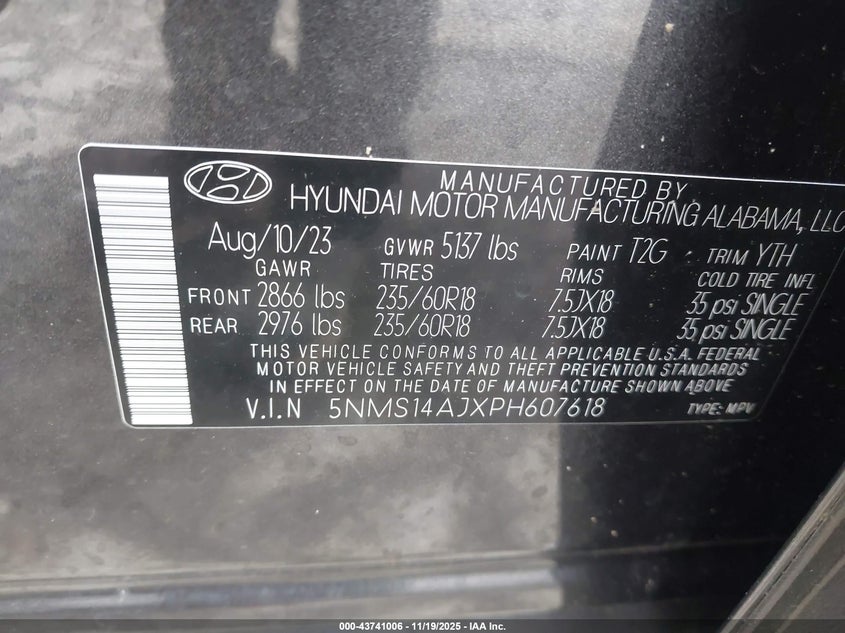 MANUFACTURED BY
HYUNDAI MOTOR MANUFACTURING ALABAMA, LLC
Aug/10/23 GVWR 5137 lbs PAINT T2G TRIM YTH
GAWR TIRES RIMS COLD TIRE INFL
FRONT 2866 lbs 235/60R18 7.5JX18 35 psi SINGLE
REAR 2976 lbs 235/60R18 7.5JX18 35 psi SINGLE
THIS VEHICLE CONFORMS TO ALL APPLICABLE U.S.A. FEDERAL
MOTOR VEHICLE SAFETY AND THEFT PREVENTION STANDARDS
IN EFFECT ON THE DATE OF MANUFACTURE SHOWN ABOVE
V.I.N 5NMS14AJXPH607618 TYPE: MPV
000-43741006 - 11/19/2025 - IAA Inc.